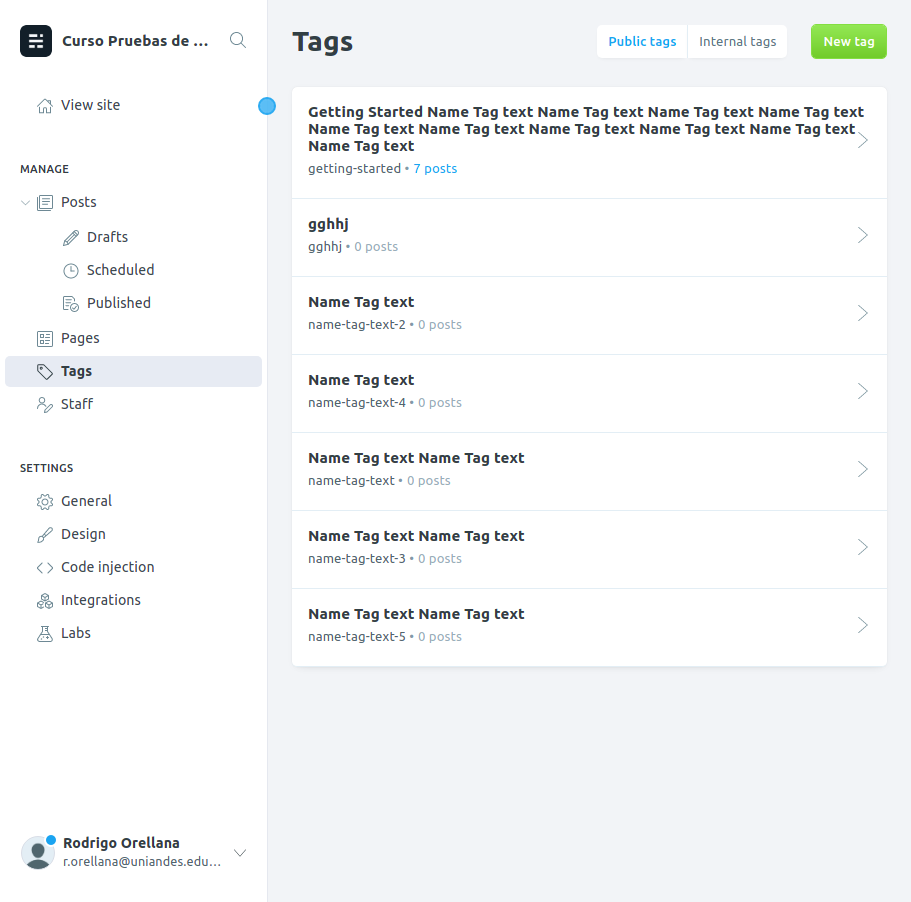 Curso Pruebas de ...
View site
MANAGE
Posts
Drafts
Scheduled
Published
Pages
Tags
Staff
SETTINGS
General
Design
Code injection
Integrations
Labs
Rodrigo Orellana
r.orellana@uniandes.edu...
Tags
Public tags
Internal tags
New tag
Getting Started Name Tag text Name Tag text Name Tag text Name Tag text
Name Tag text Name Tag text Name Tag text Name Tag text Name Tag text
Name Tag text
getting-started • 7 posts
gghhj
gghhj • 0 posts
Name Tag text
name-tag-text-2 • 0 posts
Name Tag text
name-tag-text-4 • 0 posts
Name Tag text Name Tag text
name-tag-text • 0 posts
Name Tag text Name Tag text
name-tag-text-3 • 0 posts
Name Tag text Name Tag text
name-tag-text-5 • 0 posts